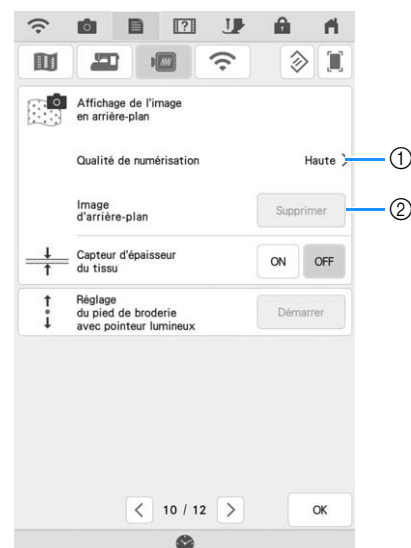 Affichage de l'image
en arrière-plan
Qualité de numérisation
Haute >
①
Image
d'arrière-plan
Supprimer
②
Capteur d'épaisseur
du tissu
ON
OFF
Réglage
du pied de broderie
avec pointeur lumineux
Démarrer
< 10 / 12 >
OK